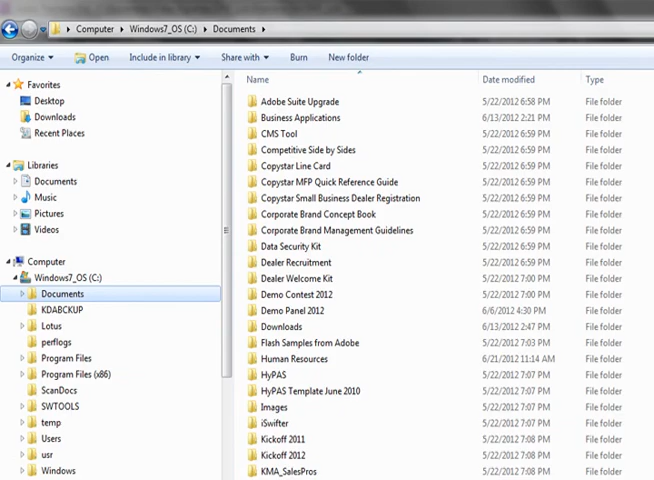 Computer Windows7_OS (C:) Documents
Organize Open Include in library Share with Burn New folder
Favorites
Desktop
Downloads
Recent Places
Libraries
Documents
Music
Pictures
Videos
Computer
Windows7_OS (C:)
Documents
KDABCKUP
Lotus
perflogs
Program Files
Program Files (x86)
ScanDocs
SWTOOLS
temp
Users
usr
Windows
Name Date modified Type
Adobe Suite Upgrade 5/22/2012 6:58 PM File folder
Business Applications 6/13/2012 2:21 PM File folder
CMS Tool 5/22/2012 6:59 PM File folder
Competitive Side by Sides 5/22/2012 6:59 PM File folder
Copystar Line Card 5/22/2012 6:59 PM File folder
Copystar MFP Quick Reference Guide 5/22/2012 6:59 PM File folder
Copystar Small Business Dealer Registration 5/22/2012 6:59 PM File folder
Corporate Brand Concept Book 5/22/2012 6:59 PM File folder
Corporate Brand Management Guidelines 5/22/2012 6:59 PM File folder
Data Security Kit 5/22/2012 6:59 PM File folder
Dealer Recruitment 5/22/2012 6:59 PM File folder
Dealer Welcome Kit 5/22/2012 7:00 PM File folder
Demo Contest 2012 5/22/2012 7:00 PM File folder
Demo Panel 2012 6/6/2012 4:30 PM File folder
Downloads 6/13/2012 2:47 PM File folder
Flash Samples from Adobe 5/22/2012 7:03 PM File folder
Human Resources 6/21/2012 11:14 AM File folder
HyPAS 5/22/2012 7:07 PM File folder
HyPAS Template June 2010 5/22/2012 7:07 PM File folder
Images 5/22/2012 7:07 PM File folder
iSwifter 5/22/2012 7:07 PM File folder
Kickoff 2011 5/22/2012 7:07 PM File folder
Kickoff 2012 5/22/2012 7:07 PM File folder
KMA_SalesPros 5/22/2012 7:07 PM File folder